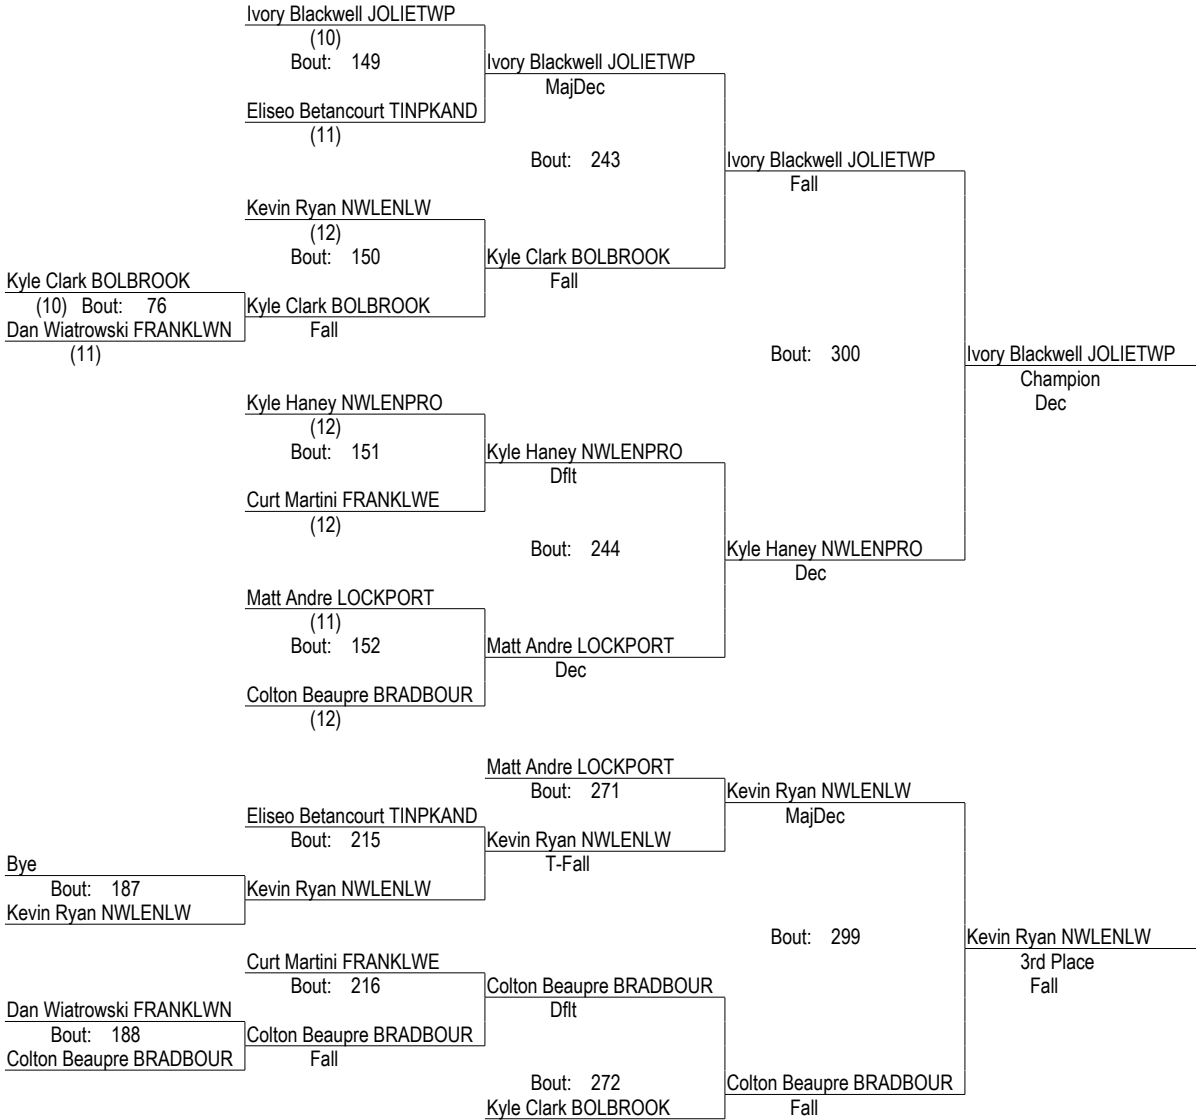 Ivory Blackwell JOLIETWP
(10)
Bout: 149
Ivory Blackwell JOLIETWP
MajDec
Eliseo Betancourt TINPKAND
(11)
Bout: 243
Ivory Blackwell JOLIETWP
Fall
Kevin Ryan NWLENLW
(12)
Bout: 150
Kyle Clark BOLBROOK
Fall
Kyle Clark BOLBROOK
(10) Bout: 76
Kyle Clark BOLBROOK
Dan Wiatrowski FRANKLWN
Fall
(11)
Bout: 300
Ivory Blackwell JOLIETWP
Champion
Dec
Kyle Haney NWLENPRO
(12)
Bout: 151
Kyle Haney NWLENPRO
Dflt
Curt Martini FRANKLWE
(12)
Bout: 244
Kyle Haney NWLENPRO
Dec
Matt Andre LOCKPORT
(11)
Bout: 152
Matt Andre LOCKPORT
Dec
Colton Beaupre BRADBOUR
(12)
Matt Andre LOCKPORT
Bout: 271
Kevin Ryan NWLENLW
MajDec
Eliseo Betancourt TINPKAND
Bout: 215
Kevin Ryan NWLENLW
T-Fall
Bye
Bout: 187
Kevin Ryan NWLENLW
Kevin Ryan NWLENLW
Bout: 299
Kevin Ryan NWLENLW
3rd Place
Fall
Curt Martini FRANKLWE
Bout: 216
Colton Beaupre BRADBOUR
Dflt
Dan Wiatrowski FRANKLWN
Bout: 188
Colton Beaupre BRADBOUR
Colton Beaupre BRADBOUR
Fall
Bout: 272
Colton Beaupre BRADBOUR
Kyle Clark BOLBROOK
Fall